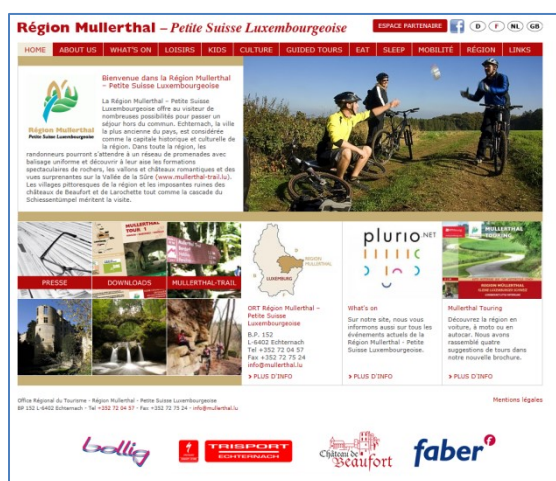 Région Mullerthal – Petite Suisse Luxembourgeoise
ESPACE PARTENAIRE
f
D
F
NL
GB
HOME
ABOUT US
WHAT'S ON
LOISIRS
KIDS
CULTURE
GUIDED TOURS
EAT
SLEEP
MOBILITÉ
RÉGION
LINKS
Région Mullerthal
Petite Suisse Luxembourgeoise
Bienvenue dans la Région Mullerthal
– Petite Suisse Luxembourgeoise
La Région Mullerthal – Petite Suisse
Luxembourgeoise offre au visiteur de
nombreuses possibilités pour passer un
séjour hors du commun. Echternach, la ville
la plus ancienne du pays, est considérée
comme la capitale historique et culturelle de
la région. Dans toute la région, les
randonneurs pourront s'attendre à un réseau de promenades avec
balisage uniforme et découvrir à leur aise les formations
spectaculaires de rochers, les vallons et châteaux romantiques et des
vues surprenantes sur la Vallée de la Sûre (www.mullerthal-trail.lu).
Les villages pittoresques de la région et les imposantes ruines des
châteaux de Beaufort et de Larochette tout comme la cascade du
Schiessentümpel méritent la visite.
PRESSE
MULLERTHAL
TOUR 1
DOWNLOADS
MULLERTHAL-TRAIL
REGION
MULLERTHAL
LUXEMBURG
ORT Région Mullerthal –
Petite Suisse
Luxembourgeoise
B.P. 152
L-6402 Echternach
Tel +352 72 04 57
Fax +352 72 75 24
info@mullerthal.lu
> PLUS D'INFO
plurio.NET
What's on
Sur notre site, nous vous
informons aussi sur tous les
événements actuels de la
Région Mullerthal - Petite
Suisse Luxembourgeoise.
> PLUS D'INFO
MULLERTHAL
TOURING
REGION MULLERTHAL
Mullerthal Touring
Découvrez la région en
voiture, à moto ou en
autocar. Nous avons
rassemblé quatre
suggestions de tours dans
notre nouvelle brochure.
> PLUS D'INFO
Office Régional du Tourisme - Région Mullerthal - Petite Suisse Luxembourgeoise
BP 152 L-6402 Echternach - Tel +352 72 04 57 - Fax +352 72 75 24 - info@mullerthal.lu
Mentions légales
bollig
TRISPORT
ECHTERNACH
Château de
Beaufort
faber